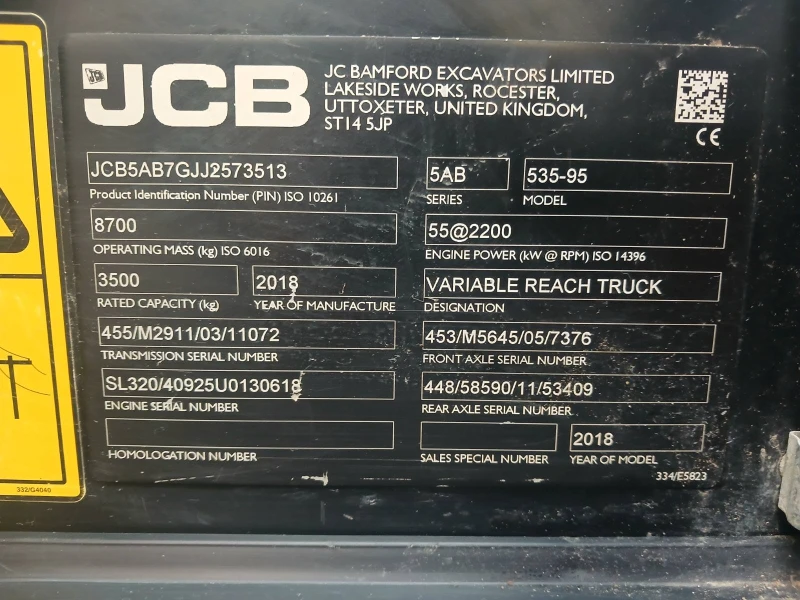 JCB
JC BAMFORD EXCAVATORS LIMITED
LAKESIDE WORKS, ROCESTER,
UTTOXETER, UNITED KINGDOM,
ST14 5JP
CE
JCB5AB7GJJ2573513
Product Identification Number (PIN) ISO 10261
5AB
SERIES
535-95
MODEL
8700
OPERATING MASS (kg) ISO 6016
55@2200
ENGINE POWER (kW @ RPM) ISO 14396
3500
RATED CAPACITY (kg)
2018
YEAR OF MANUFACTURE
VARIABLE REACH TRUCK
DESIGNATION
455/M2911/03/11072
TRANSMISSION SERIAL NUMBER
453/M5645/05/7376
FRONT AXLE SERIAL NUMBER
SL320/40925U0130618
ENGINE SERIAL NUMBER
448/58590/11/53409
REAR AXLE SERIAL NUMBER
HOMOLOGATION NUMBER
SALES SPECIAL NUMBER
2018
YEAR OF MODEL
334/E5823
332/G4040